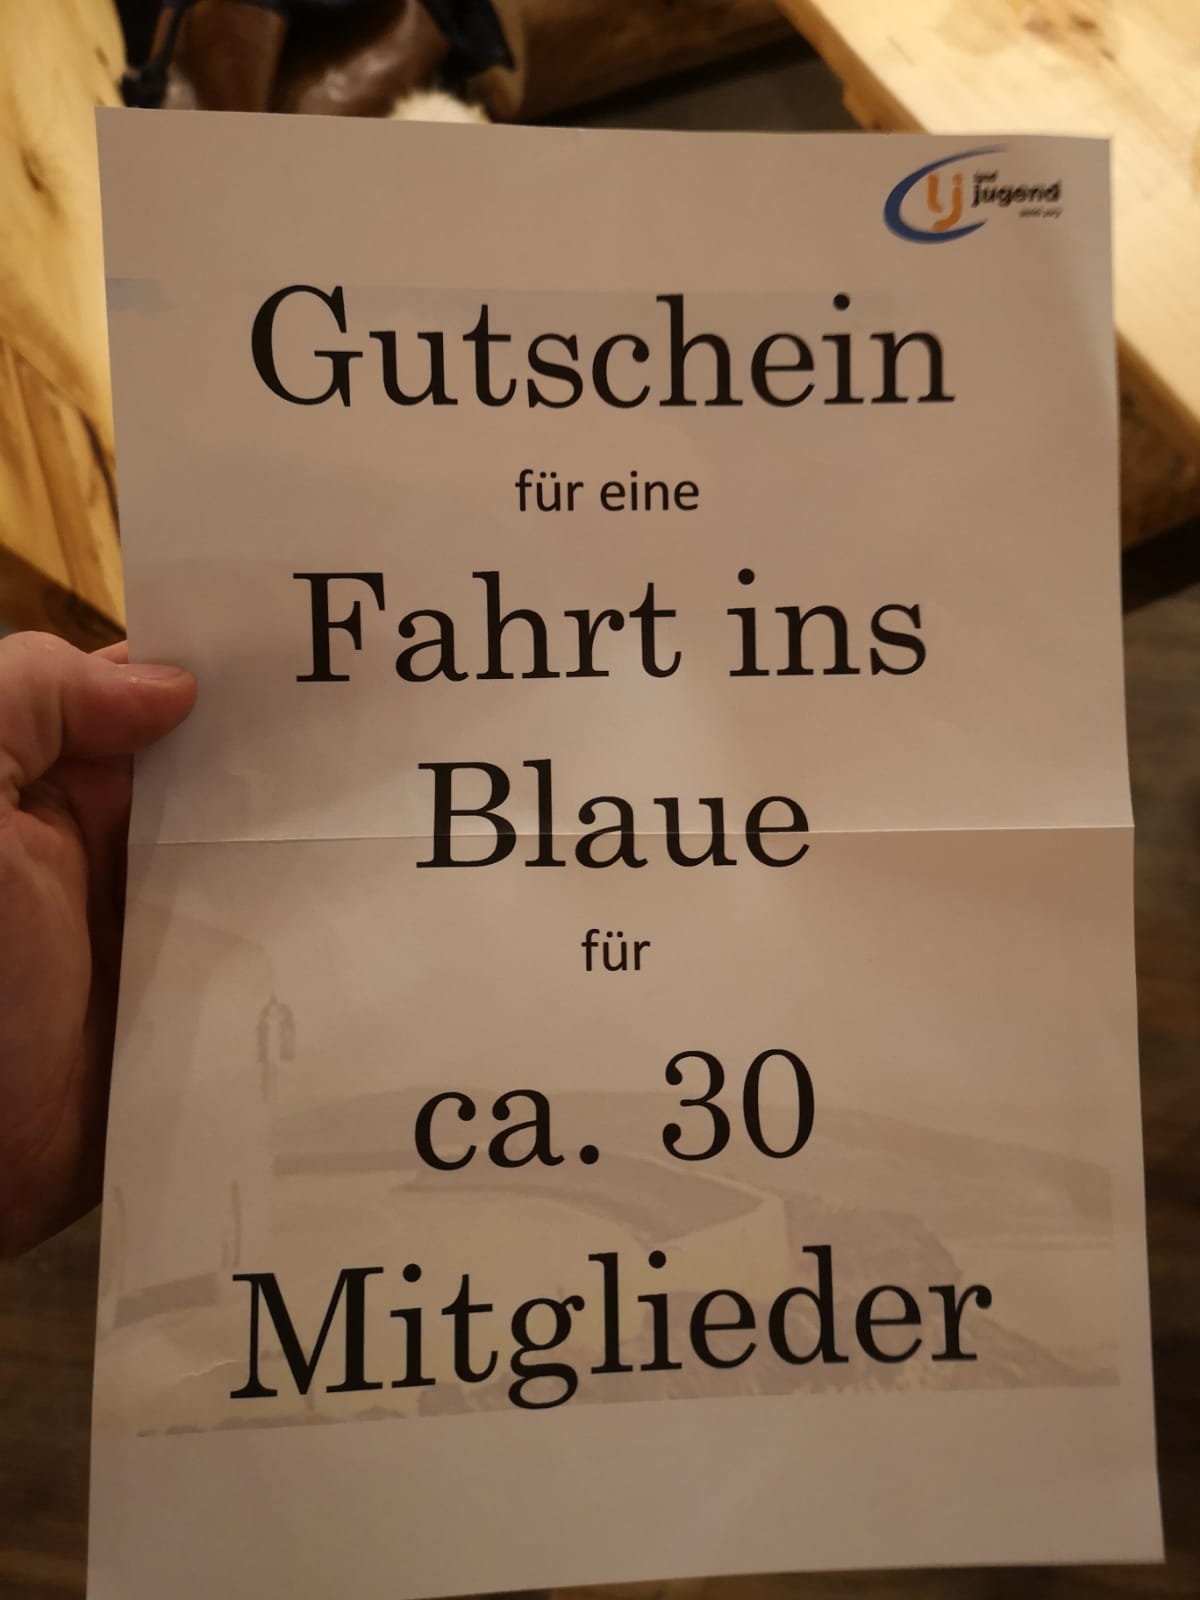 jugend
Gutschein
für eine
Fahrt ins
Blaue
für
ca. 30
Mitglieder